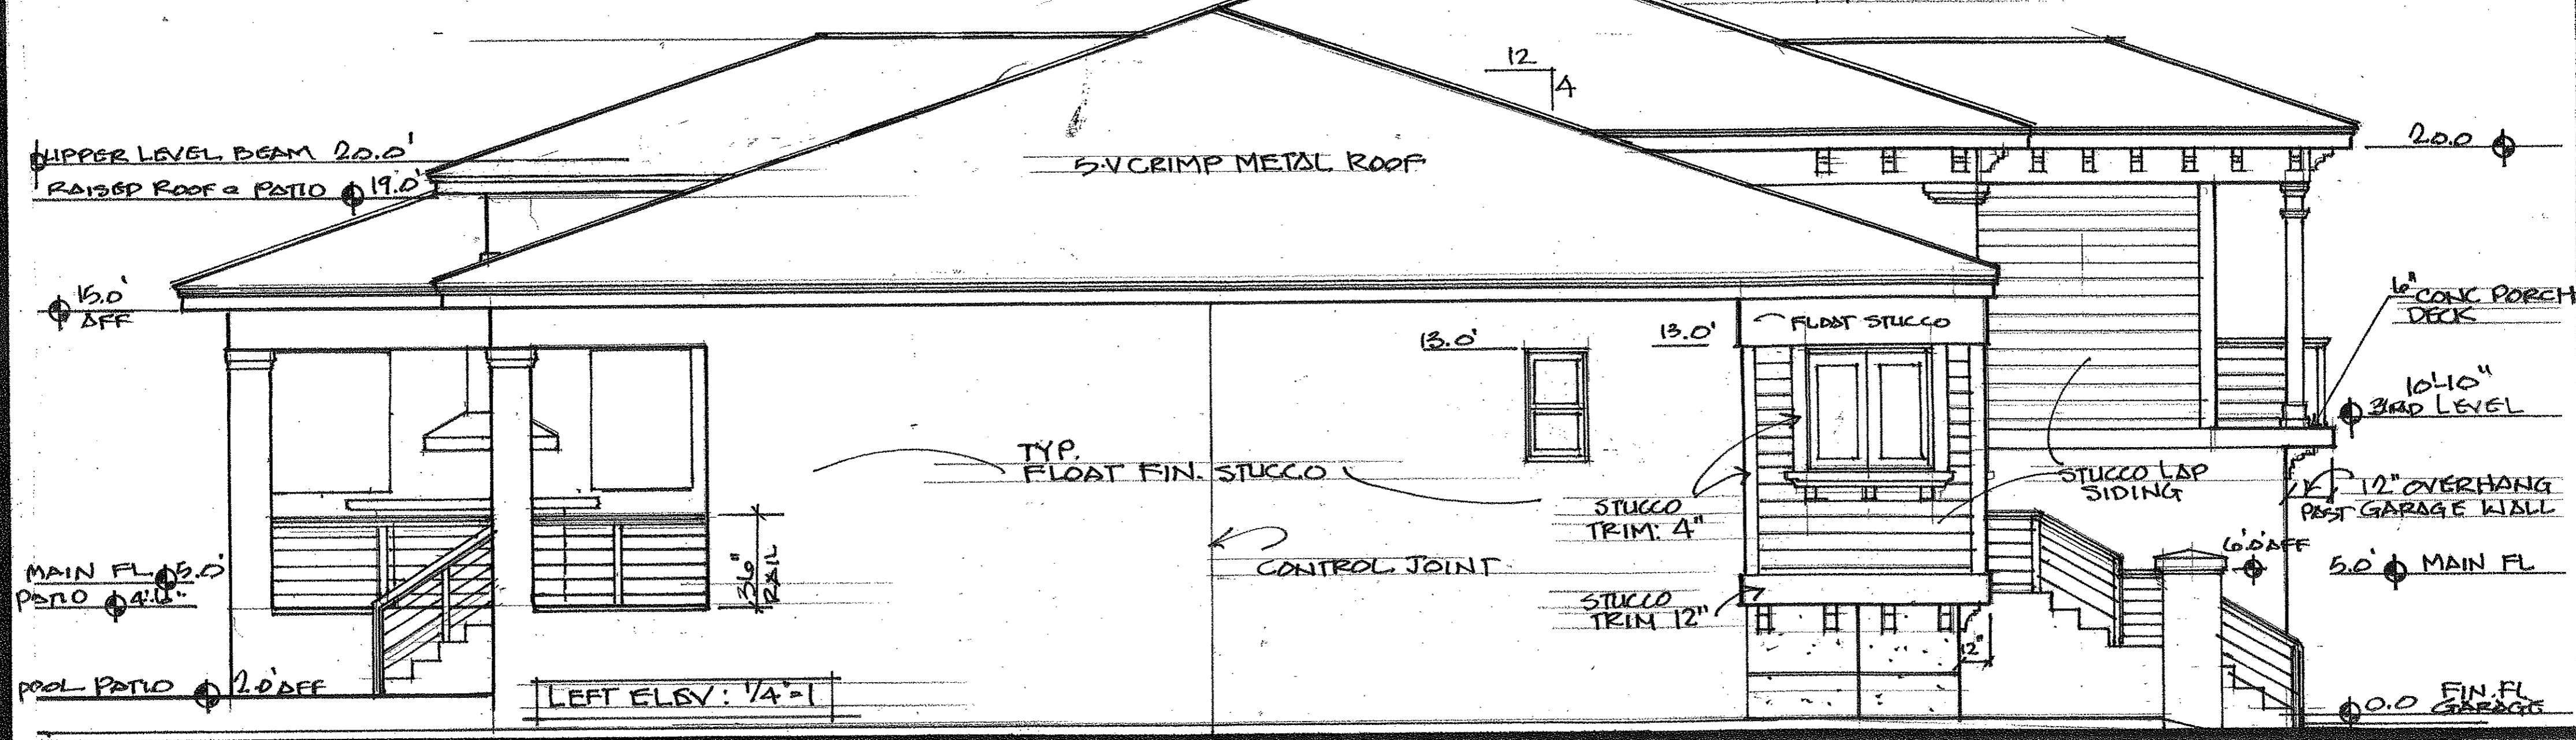 12
4
UPPER LEVEL BEAM 20.0'
20.0
RAISED ROOF @ PATIO 19.0'
5-V CRIMP METAL ROOF
15.0'
AFF
6" CONC PORCH
DECK
FLOAT STUCCO
13.0'
13.0'
10'-10"
3RD LEVEL
TYP.
FLOAT FIN. STUCCO
STUCCO LAP
SIDING
12" OVERHANG
PAST GARAGE WALL
STUCCO
TRIM: 4"
36"
RAIL
CONTROL JOINT
MAIN FL 5.0'
PATIO 4'-6"
6'.0' AFF
5.0' MAIN FL
STUCCO
TRIM 12"
12"
POOL PATIO 2.0' AFF
LEFT ELEV: 1/4"=1
0.0 FIN. FL
GARAGE